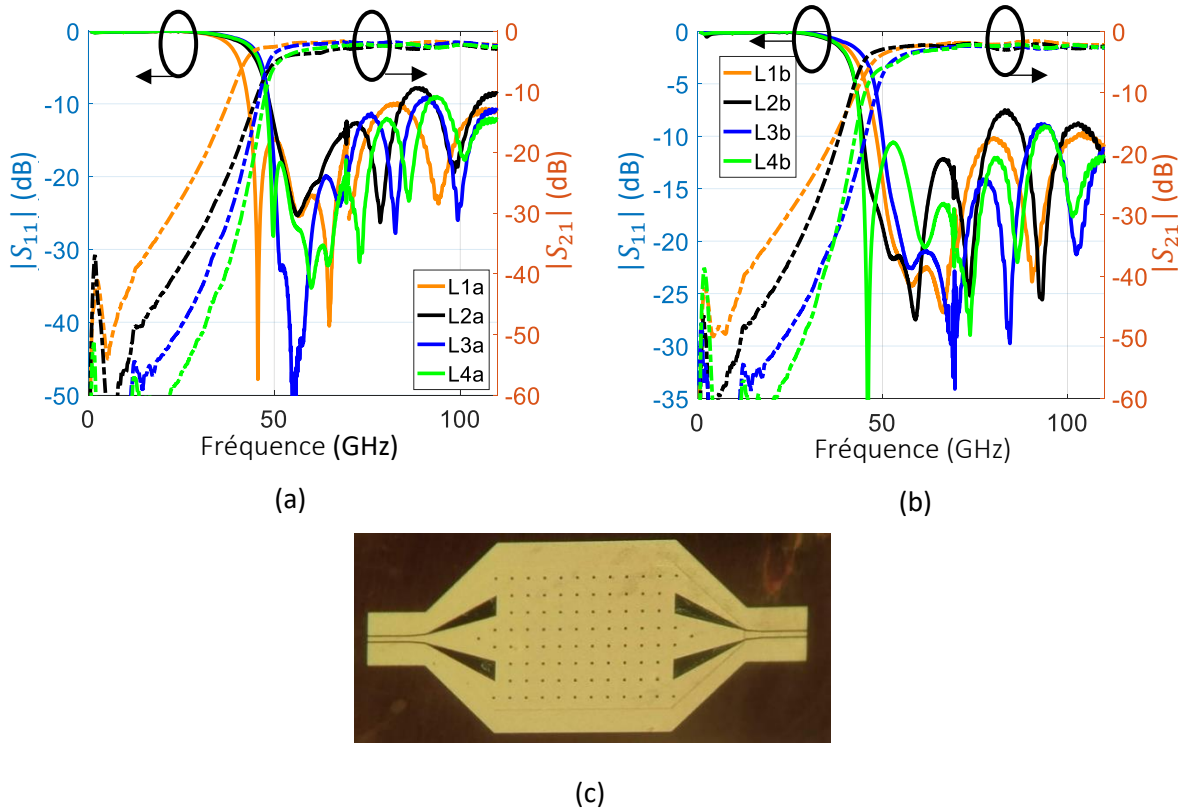 0
-10
-20
-30
-40
-50
|S₁₁| (dB)
0
-10
-20
-30
-40
-50
-60
|S₂₁| (dB)
L1a
L2a
L3a
L4a
0
50
100
Fréquence (GHz)
(a)
0
-5
-10
-15
-20
-25
-30
-35
|S₁₁| (dB)
L1b
L2b
L3b
L4b
0
-10
-20
-30
-40
-50
-60
|S₂₁| (dB)
0
50
100
Fréquence (GHz)
(b)
(c)